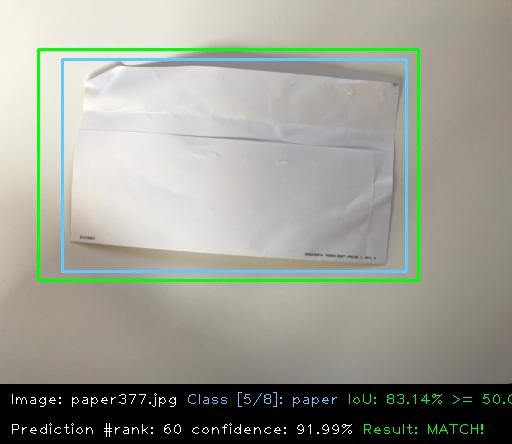 Image: paper377.jpg Class [5/8]: paper IoU: 83.14% >= 50.0
Prediction #rank: 60 confidence: 91.99% Result: MATCH!